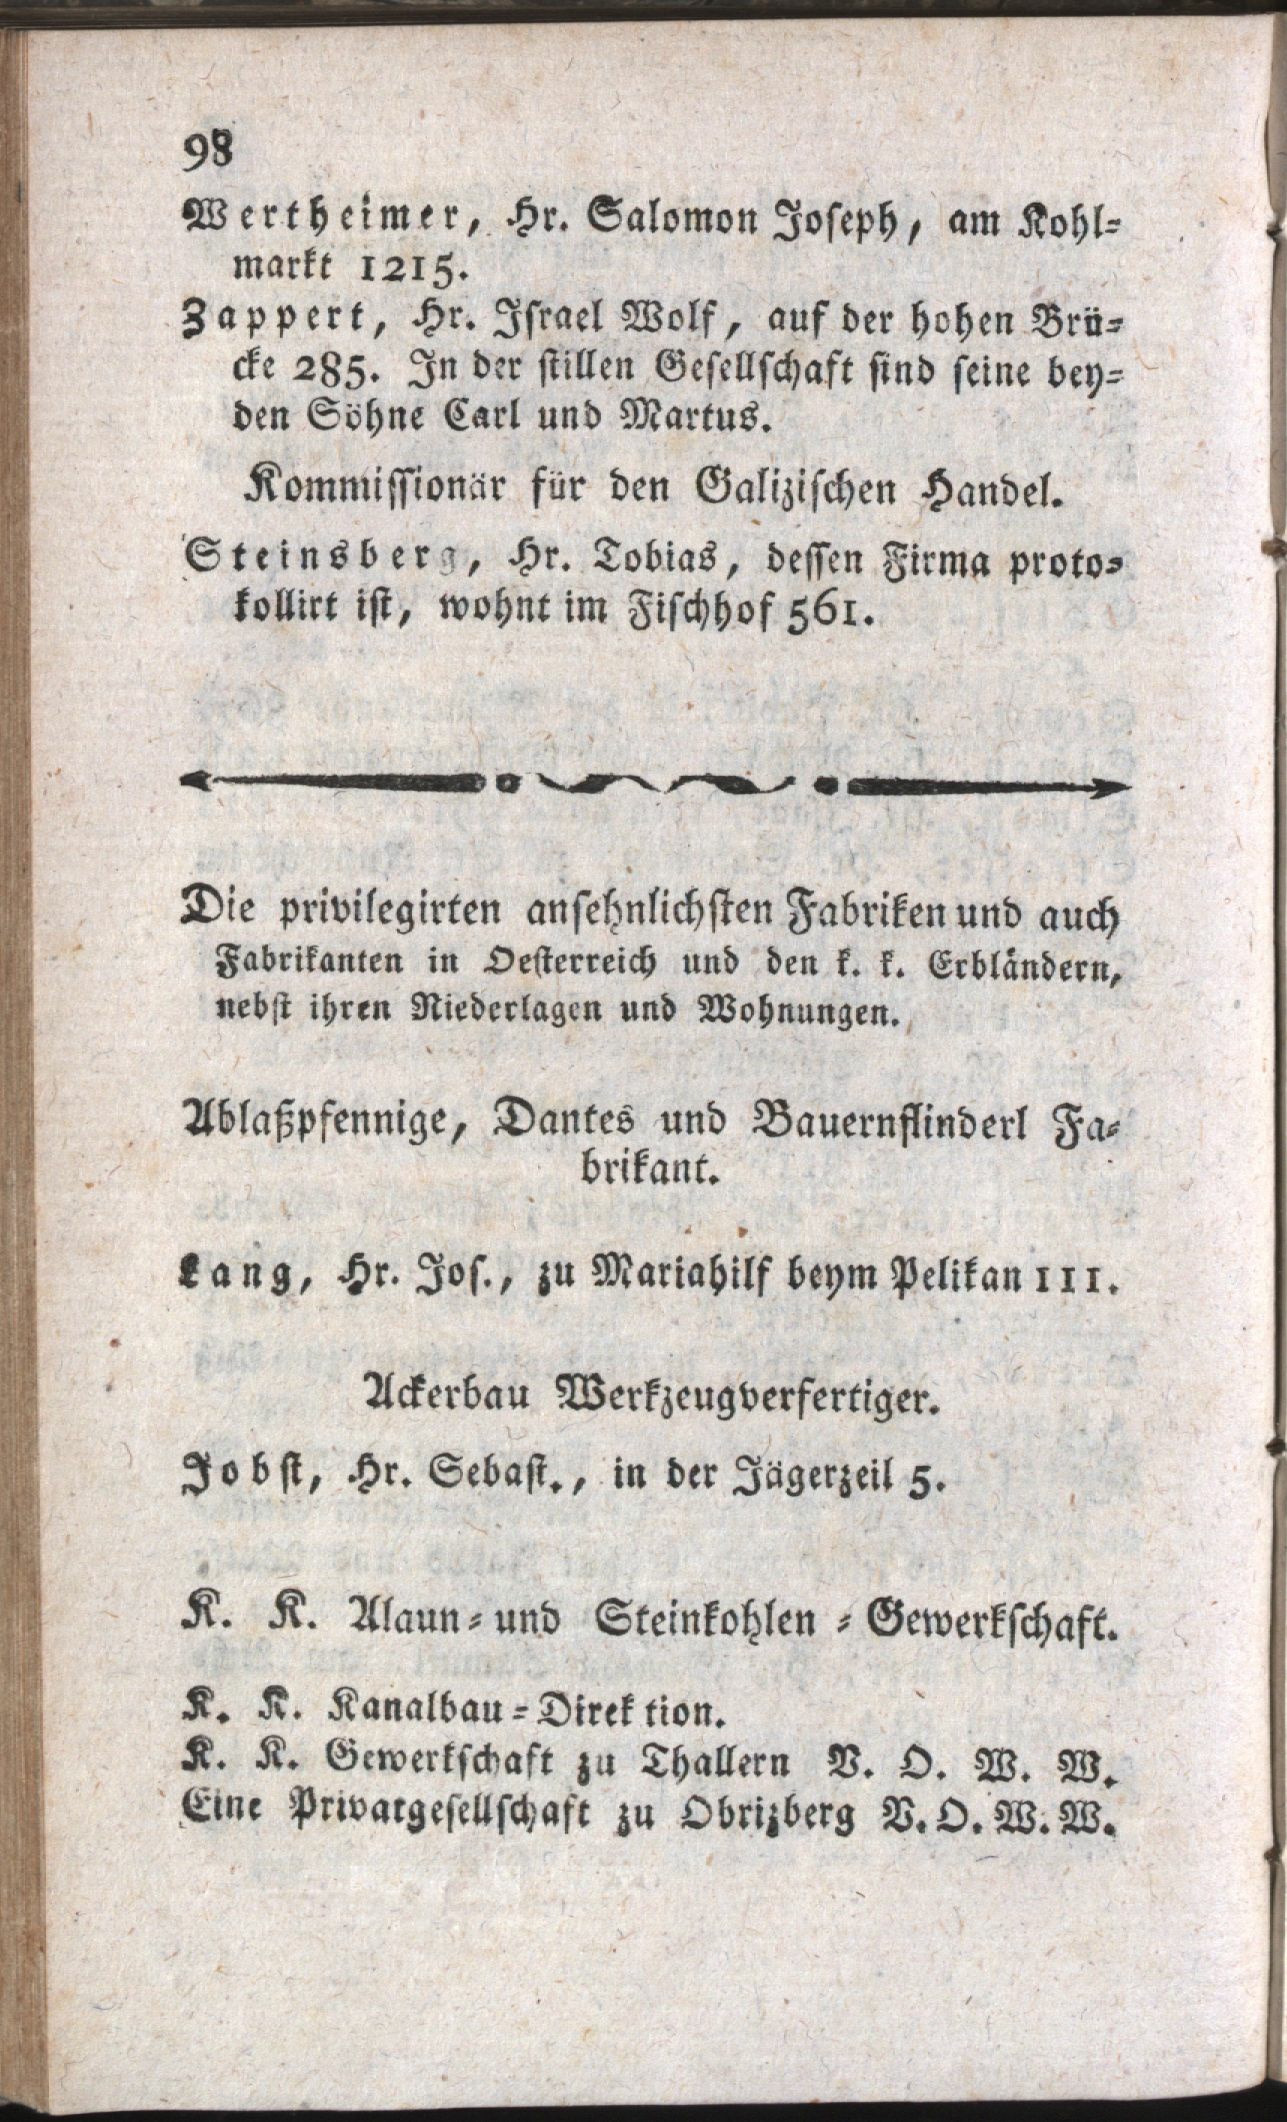 98
Wertheimer, Hr. Salomon Joseph, am Kohl-
markt 1215.
Zappert, Hr. Israel Wolf, auf der hohen Brü-
cke 285. In der stillen Gesellschaft sind seine bey-
den Söhne Carl und Martus.
Kommissionär für den Galizischen Handel.
Steinsberg, Hr. Tobias, dessen Firma proto-
kollirt ist, wohnt im Fischhof 561.
Die privilegirten ansehnlichsten Fabriken und auch
Fabrikanten in Oesterreich und den k. k. Erbländern,
nebst ihren Niederlagen und Wohnungen.
Ablaßpfennige, Dantes und Bauernflinderl Fa-
brikant.
Lang, Hr. Jos., zu Mariahilf beym Pelikan 111.
Ackerbau Werkzeugverfertiger.
Jobst, Hr. Sebast., in der Jägerzeil 5.
K. K. Alaun- und Steinkohlen - Gewerkschaft.
K. K. Kanalbau-Direktion.
K. K. Gewerkschaft zu Thallern V. O. W. W.
Eine Privatgesellschaft zu Obrizberg V. O. W. W.